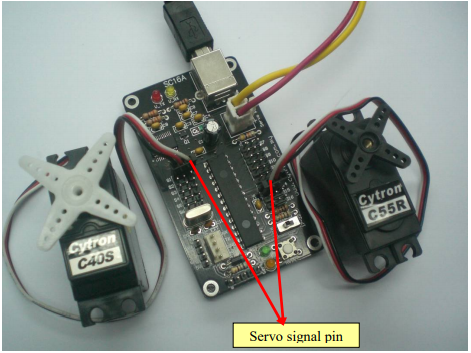 SC16A
Cytron
C40S
Cytron
C55R
Servo signal pin